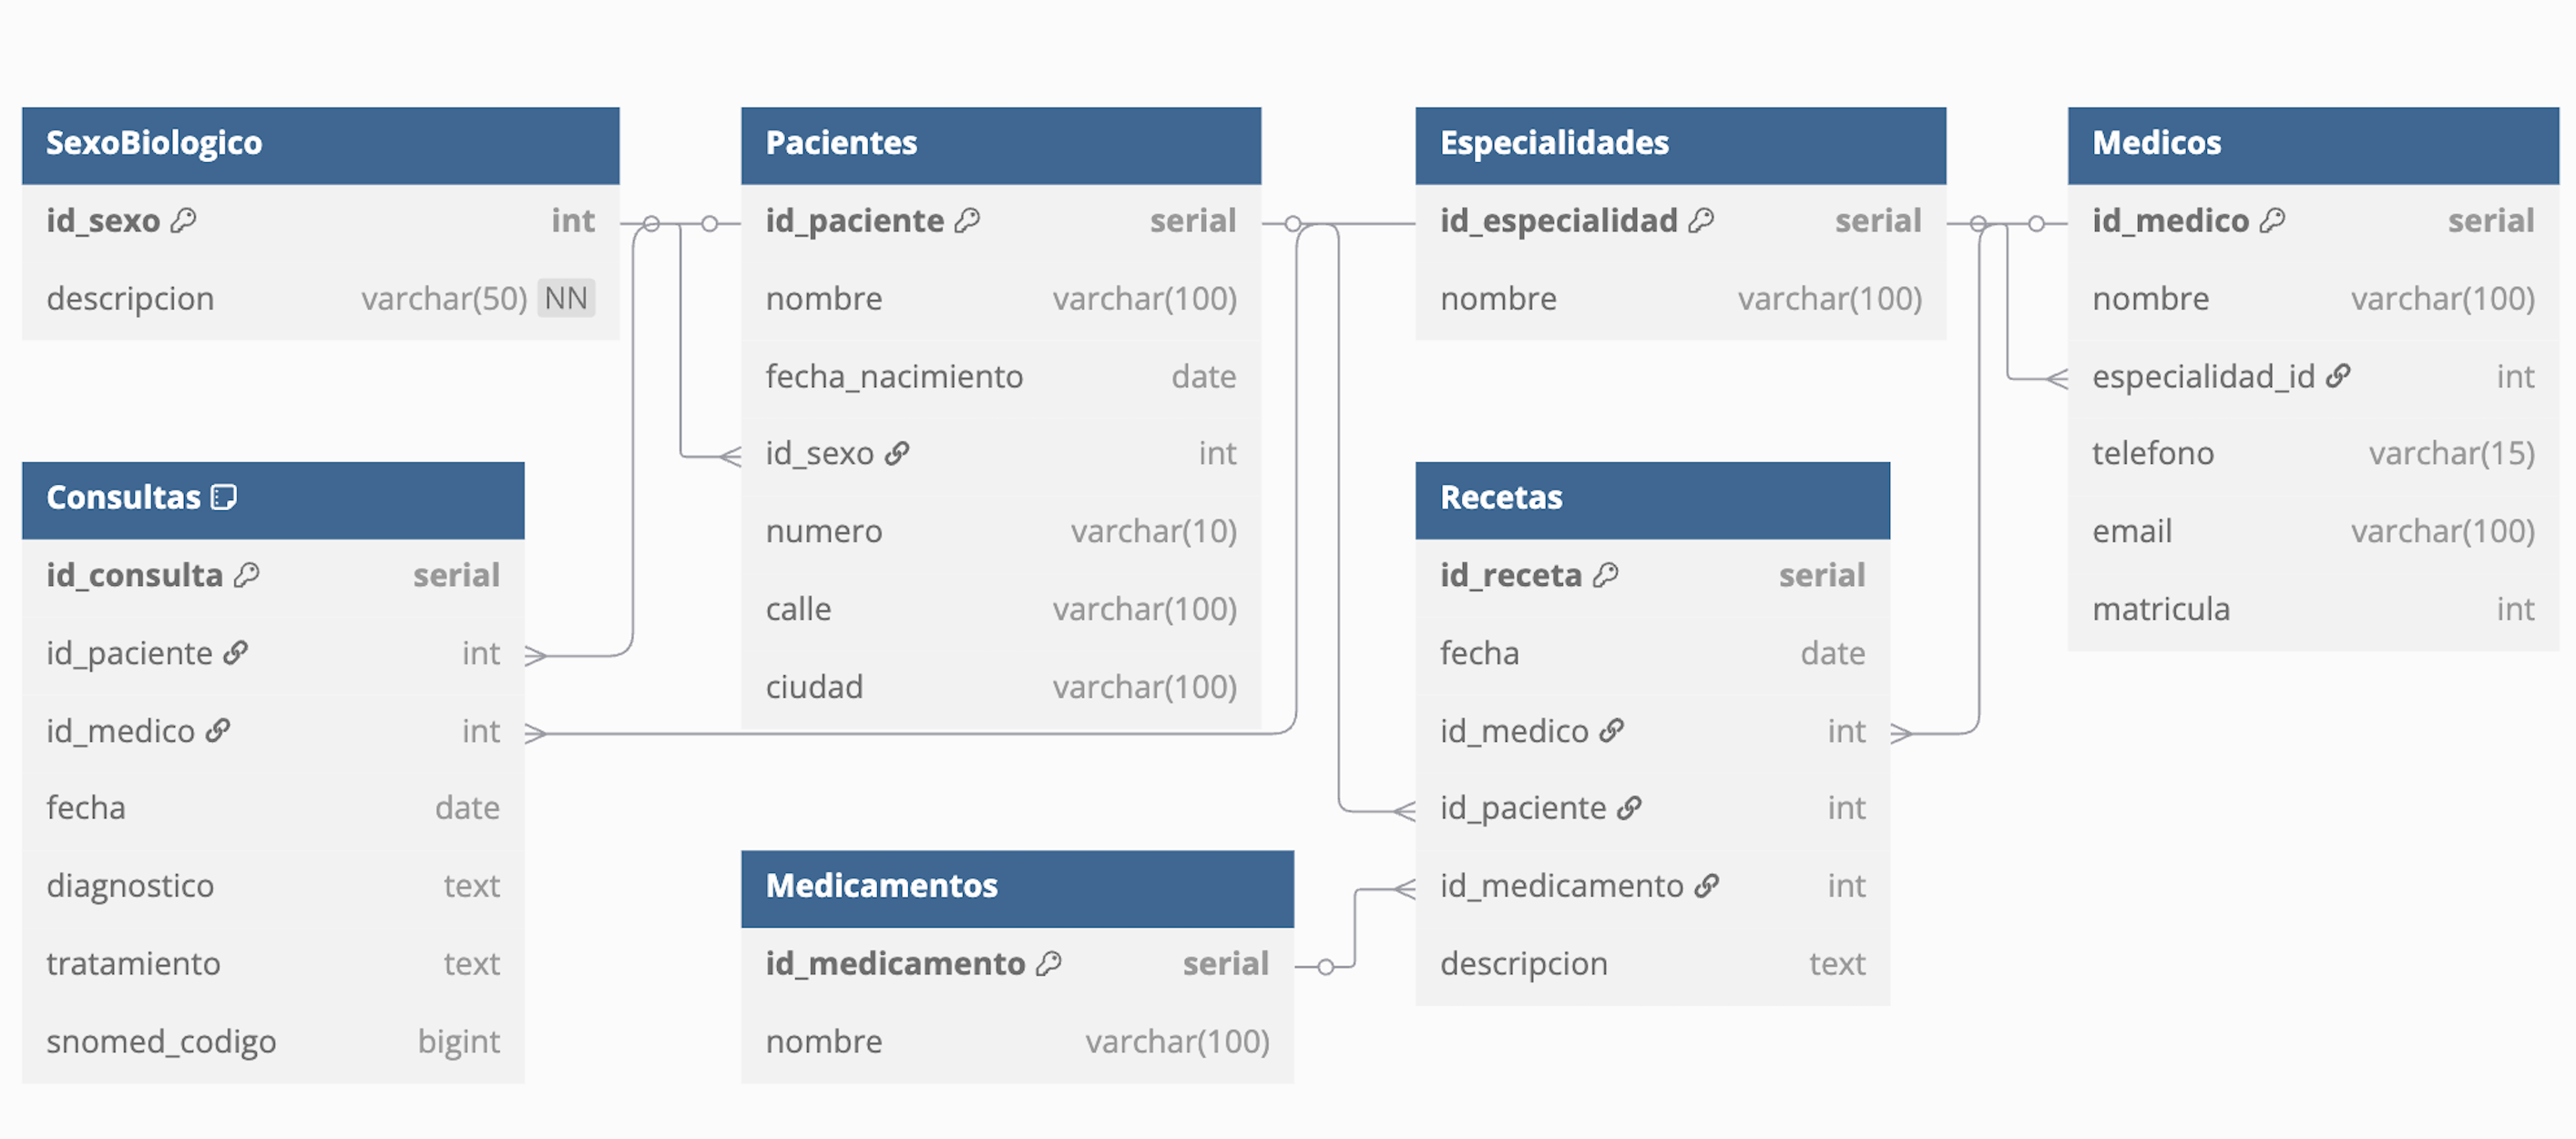 SexoBiologico
id_sexo int
descripcion varchar(50) NN
Pacientes
id_paciente serial
nombre varchar(100)
fecha_nacimiento date
id_sexo int
numero varchar(10)
calle varchar(100)
ciudad varchar(100)
Especialidades
id_especialidad serial
nombre varchar(100)
Medicos
id_medico serial
nombre varchar(100)
especialidad_id int
telefono varchar(15)
email varchar(100)
matricula int
Consultas
id_consulta serial
id_paciente int
id_medico int
fecha date
diagnostico text
tratamiento text
snomed_codigo bigint
Medicamentos
id_medicamento serial
nombre varchar(100)
Recetas
id_receta serial
fecha date
id_medico int
id_paciente int
id_medicamento int
descripcion text